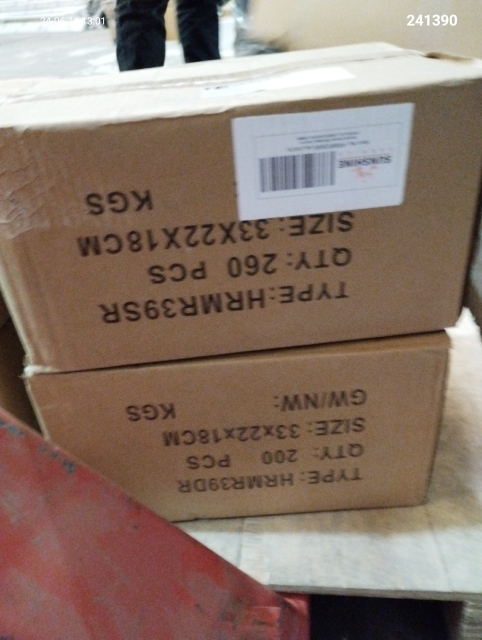 241390
SUNSHINE
TYPE:HRMR39SR
QTY: 260 PCS
SIZE: 33X22X18CM
KGS
TYPE: HRMR39DR
QTY: 200 PCS
SIZE: 33x22x18CM
GW/NW: KGS